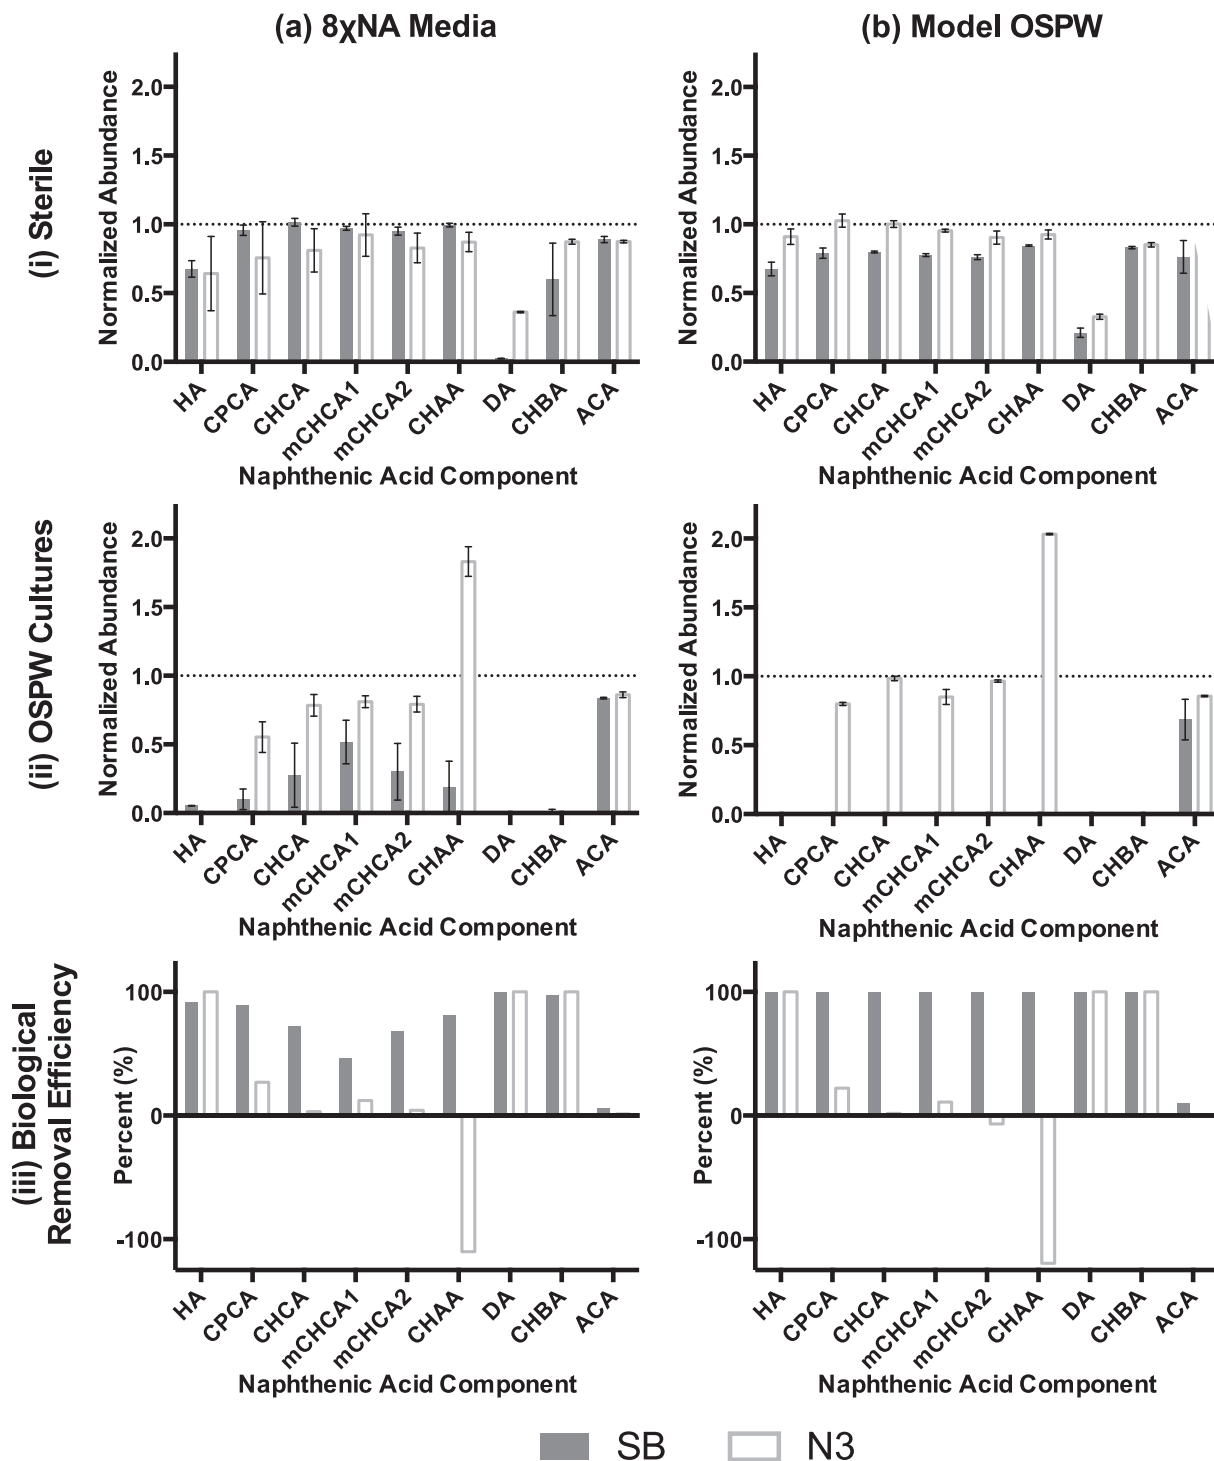 (a) 8χNA Media
(b) Model OSPW
(i) Sterile
Normalized Abundance
2.0
1.5
1.0
0.5
0.0
HA
CPCA
CHCA
mCHCA1
mCHCA2
CHAA
DA
CHBA
ACA
Naphthenic Acid Component
Normalized Abundance
2.0
1.5
1.0
0.5
0.0
HA
CPCA
CHCA
mCHCA1
mCHCA2
CHAA
DA
CHBA
ACA
Naphthenic Acid Component
(ii) OSPW Cultures
Normalized Abundance
2.0
1.5
1.0
0.5
0.0
HA
CPCA
CHCA
mCHCA1
mCHCA2
CHAA
DA
CHBA
ACA
Naphthenic Acid Component
Normalized Abundance
2.0
1.5
1.0
0.5
0.0
HA
CPCA
CHCA
mCHCA1
mCHCA2
CHAA
DA
CHBA
ACA
Naphthenic Acid Component
(iii) Biological
Removal Efficiency
Percent (%)
100
0
-100
HA
CPCA
CHCA
mCHCA1
mCHCA2
CHAA
DA
CHBA
ACA
Naphthenic Acid Component
Percent (%)
100
0
-100
HA
CPCA
CHCA
mCHCA1
mCHCA2
CHAA
DA
CHBA
ACA
Naphthenic Acid Component
SB
N3